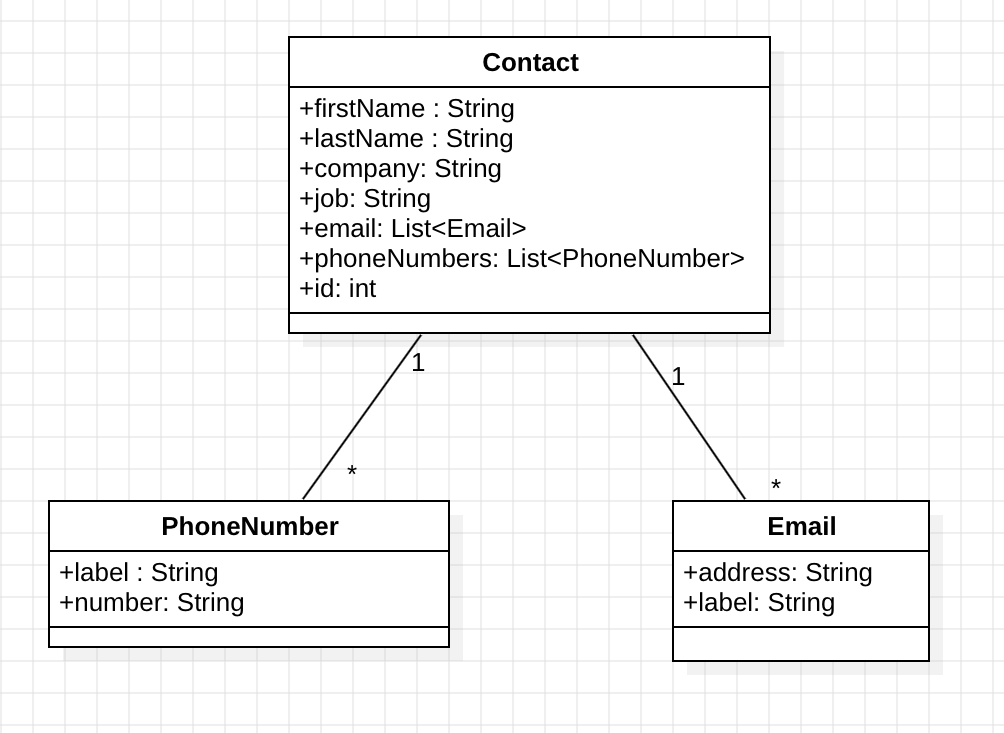 Contact
+firstName : String
+lastName : String
+company: String
+job: String
+email: List<Email>
+phoneNumbers: List<PhoneNumber>
+id: int
1
1
*
*
PhoneNumber
+label : String
+number: String
Email
+address: String
+label: String